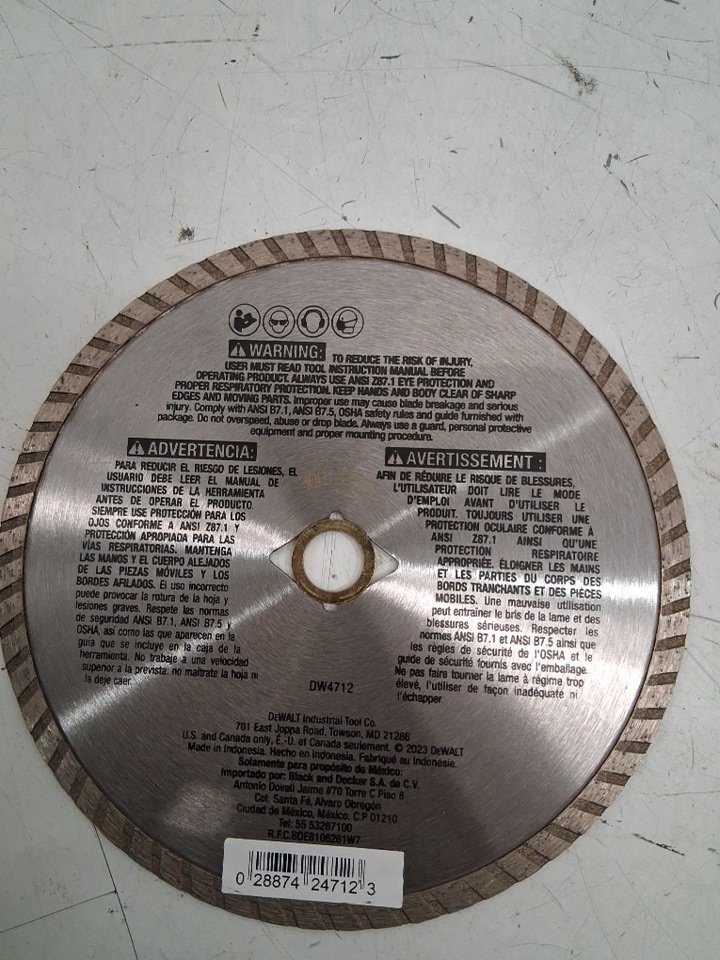 WARNING: TO REDUCE THE RISK OF INJURY,
USER MUST READ TOOL INSTRUCTION MANUAL BEFORE
OPERATING PRODUCT. ALWAYS USE ANSI Z87.1 EYE PROTECTION AND
PROPER RESPIRATORY PROTECTION. KEEP HANDS AND BODY CLEAR OF SHARP
EDGES AND MOVING PARTS. Improper use may cause blade breakage and serious
injury. Comply with ANSI B7.1, ANSI B7.5, OSHA safety rules and guide furnished with
package. Do not overspeed, abuse or drop blade. Always use a guard, personal protective
equipment and proper mounting procedure.
ADVERTENCIA:
PARA REDUCIR EL RIESGO DE LESIONES, EL
USUARIO DEBE LEER EL MANUAL DE
INSTRUCCIONES DE LA HERRAMIENTA
ANTES DE OPERAR EL PRODUCTO
SIEMPRE USE PROTECCIÓN PARA LOS
OJOS CONFORME A ANSI Z87.1 Y
PROTECCIÓN APROPIADA PARA LAS
VÍAS RESPIRATORIAS. MANTENGA
LAS MANOS Y EL CUERPO ALEJADOS
DE LAS PIEZAS MÓVILES Y LOS
BORDES AFILADOS. El uso incorrecto
puede provocar la rotura de la hoja y
lesiones graves. Respete las normas
de seguridad ANSI B7.1, ANSI B7.5 y
OSHA, así como las que aparecen en la
guía que se incluye en la caja de la
herramienta. No trabaje a una velocidad
superior a la prevista: no maltrate la hoja ni
la deje caer.
AVERTISSEMENT :
AFIN DE RÉDUIRE LE RISQUE DE BLESSURES,
L'UTILISATEUR DOIT LIRE LE MODE
D'EMPLOI AVANT D'UTILISER LE
PRODUIT. TOUJOURS UTILISER UNE
PROTECTION OCULAIRE CONFORME À
ANSI Z87.1 AINSI QU'UNE
PROTECTION RESPIRATOIRE
APPROPRIÉE. ÉLOIGNER LES MAINS
ET LES PARTIES DU CORPS DES
BORDS TRANCHANTS ET DES PIÈCES
MOBILES. Une mauvaise utilisation
peut entraîner le bris de la lame et des
blessures sérieuses. Respecter les
normes ANSI B7.1 et ANSI B7.5 ainsi que
les règles de sécurité de l'OSHA et le
guide de sécurité fournis avec l'emballage.
Ne pas faire tourner la lame à régime trop
élevé, l'utiliser de façon inadéquate ni
l'échapper.
DW4712
DeWALT Industrial Tool Co.
701 East Joppa Road, Towson, MD 21286
U.S. and Canada only, É.-U. et Canada seulement. © 2023 DeWALT
Made in Indonesia. Hecho en Indonesia. Fabriqué au Indonésie.
Solamente para propósito de México:
Importado por: Black and Decker S.A. de C.V.
Antonio Dovali Jaime #70 Torre C Piso 8
Col. Santa Fé, Alvaro Obregón
Ciudad de México, México, C.P 01210
Tel: 55 53267100
R.F.C.BDE8106261W7
0 28874 24712 3